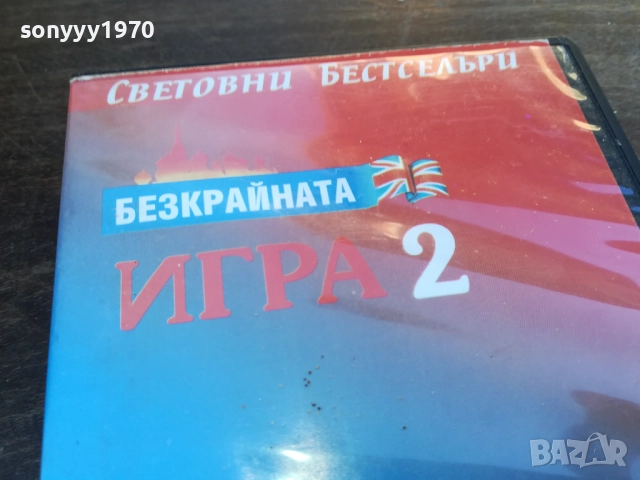 sonyyy1970
СВЕТОВНИ БЕСТСЕЛЪРИ
БЕЗКРАЙНАТА
ИГРА 2
BAZAR